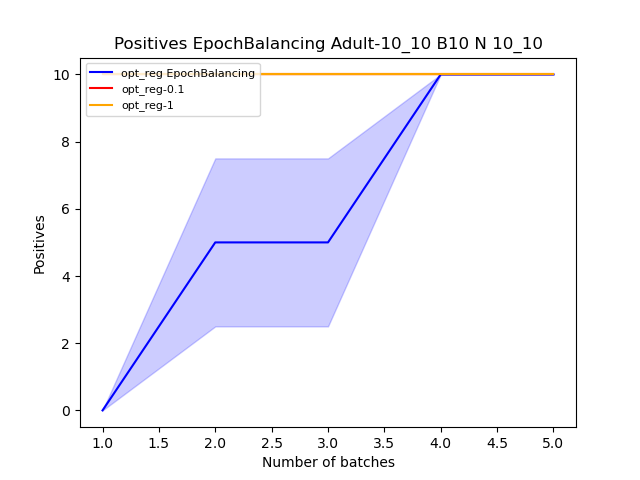 Positives EpochBalancing Adult-10_10 B10 N 10_10
opt_reg EpochBalancing
opt_reg-0.1
opt_reg-1
10
8
6
4
2
0
Positives
1.0 1.5 2.0 2.5 3.0 3.5 4.0 4.5 5.0
Number of batches